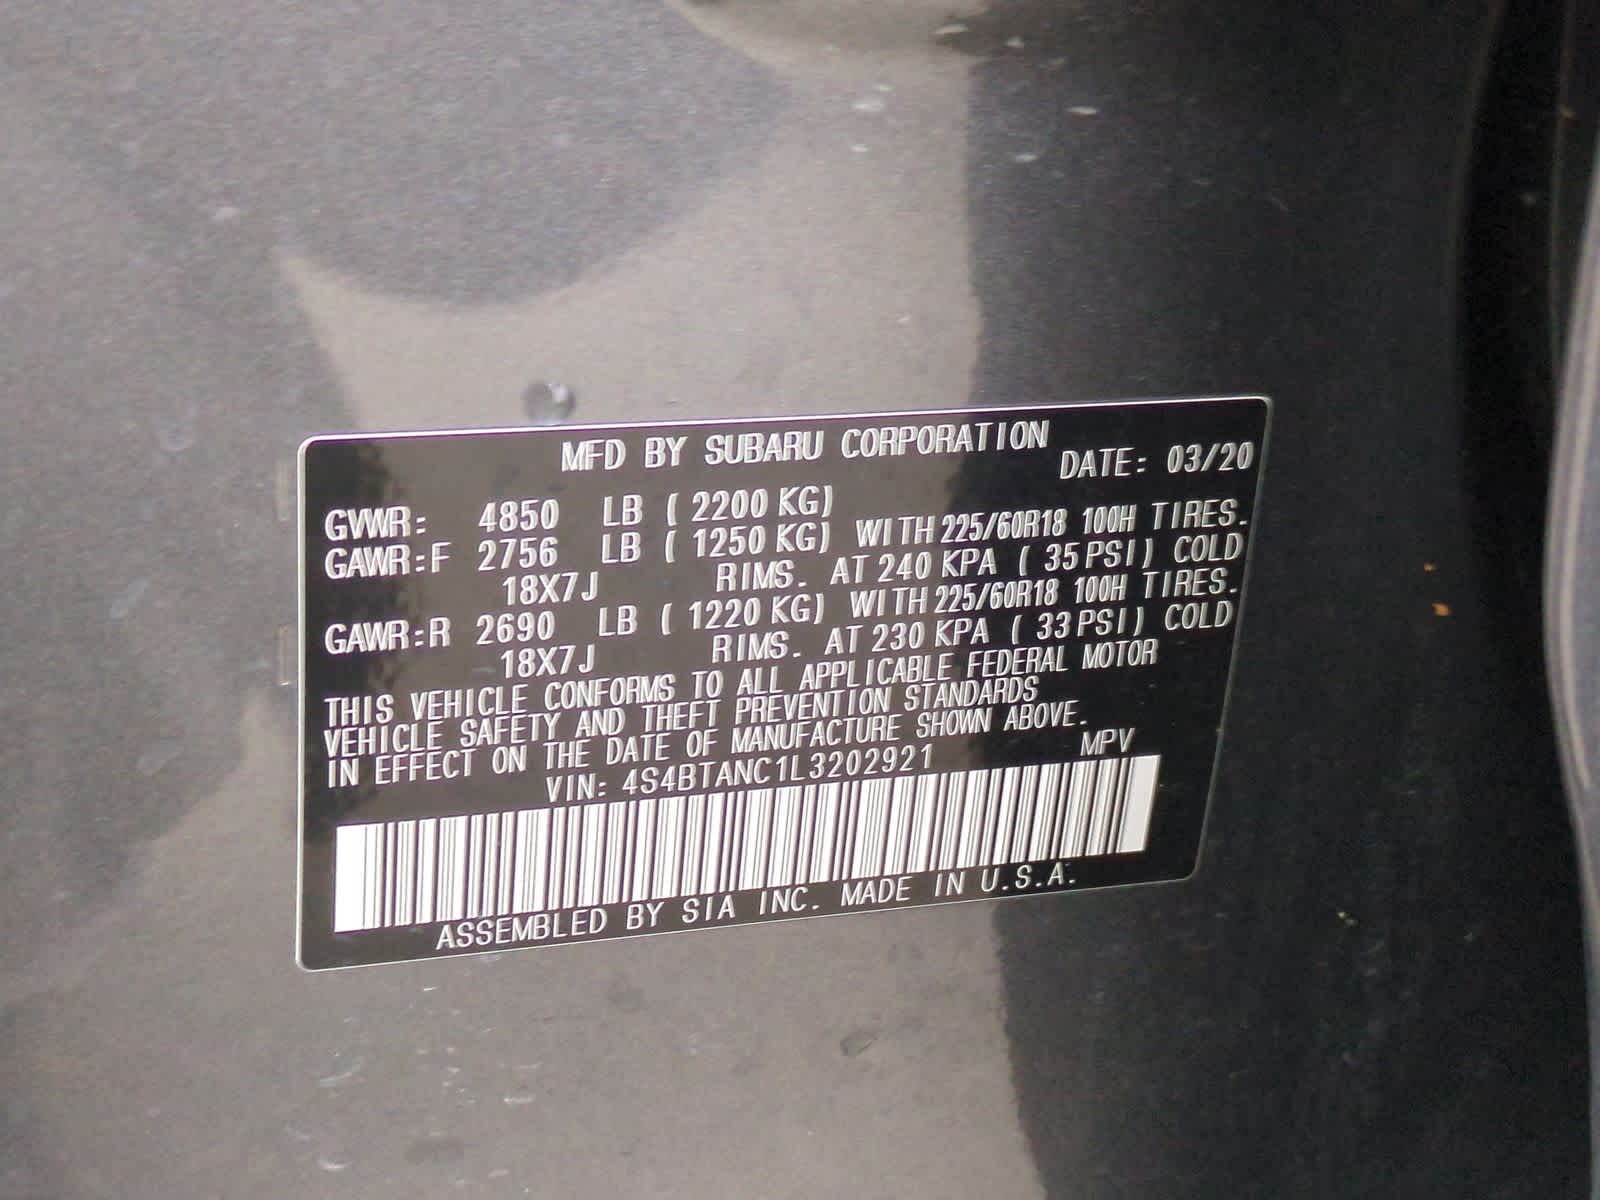 MFD BY SUBARU CORPORATION
DATE: 03/20
GVWR: 4850 LB ( 2200 KG)
GAWR:F 2756 LB ( 1250 KG) WITH 225/60R18 100H TIRES.
18X7J RIMS. AT 240 KPA ( 35 PSI) COLD
GAWR:R 2690 LB ( 1220 KG) WITH 225/60R18 100H TIRES.
18X7J RIMS. AT 230 KPA ( 33 PSI) COLD
THIS VEHICLE CONFORMS TO ALL APPLICABLE FEDERAL MOTOR
VEHICLE SAFETY AND THEFT PREVENTION STANDARDS
IN EFFECT ON THE DATE OF MANUFACTURE SHOWN ABOVE.
VIN: 4S4BTANC1L3202921 MPV
ASSEMBLED BY SIA INC. MADE IN U.S.A.